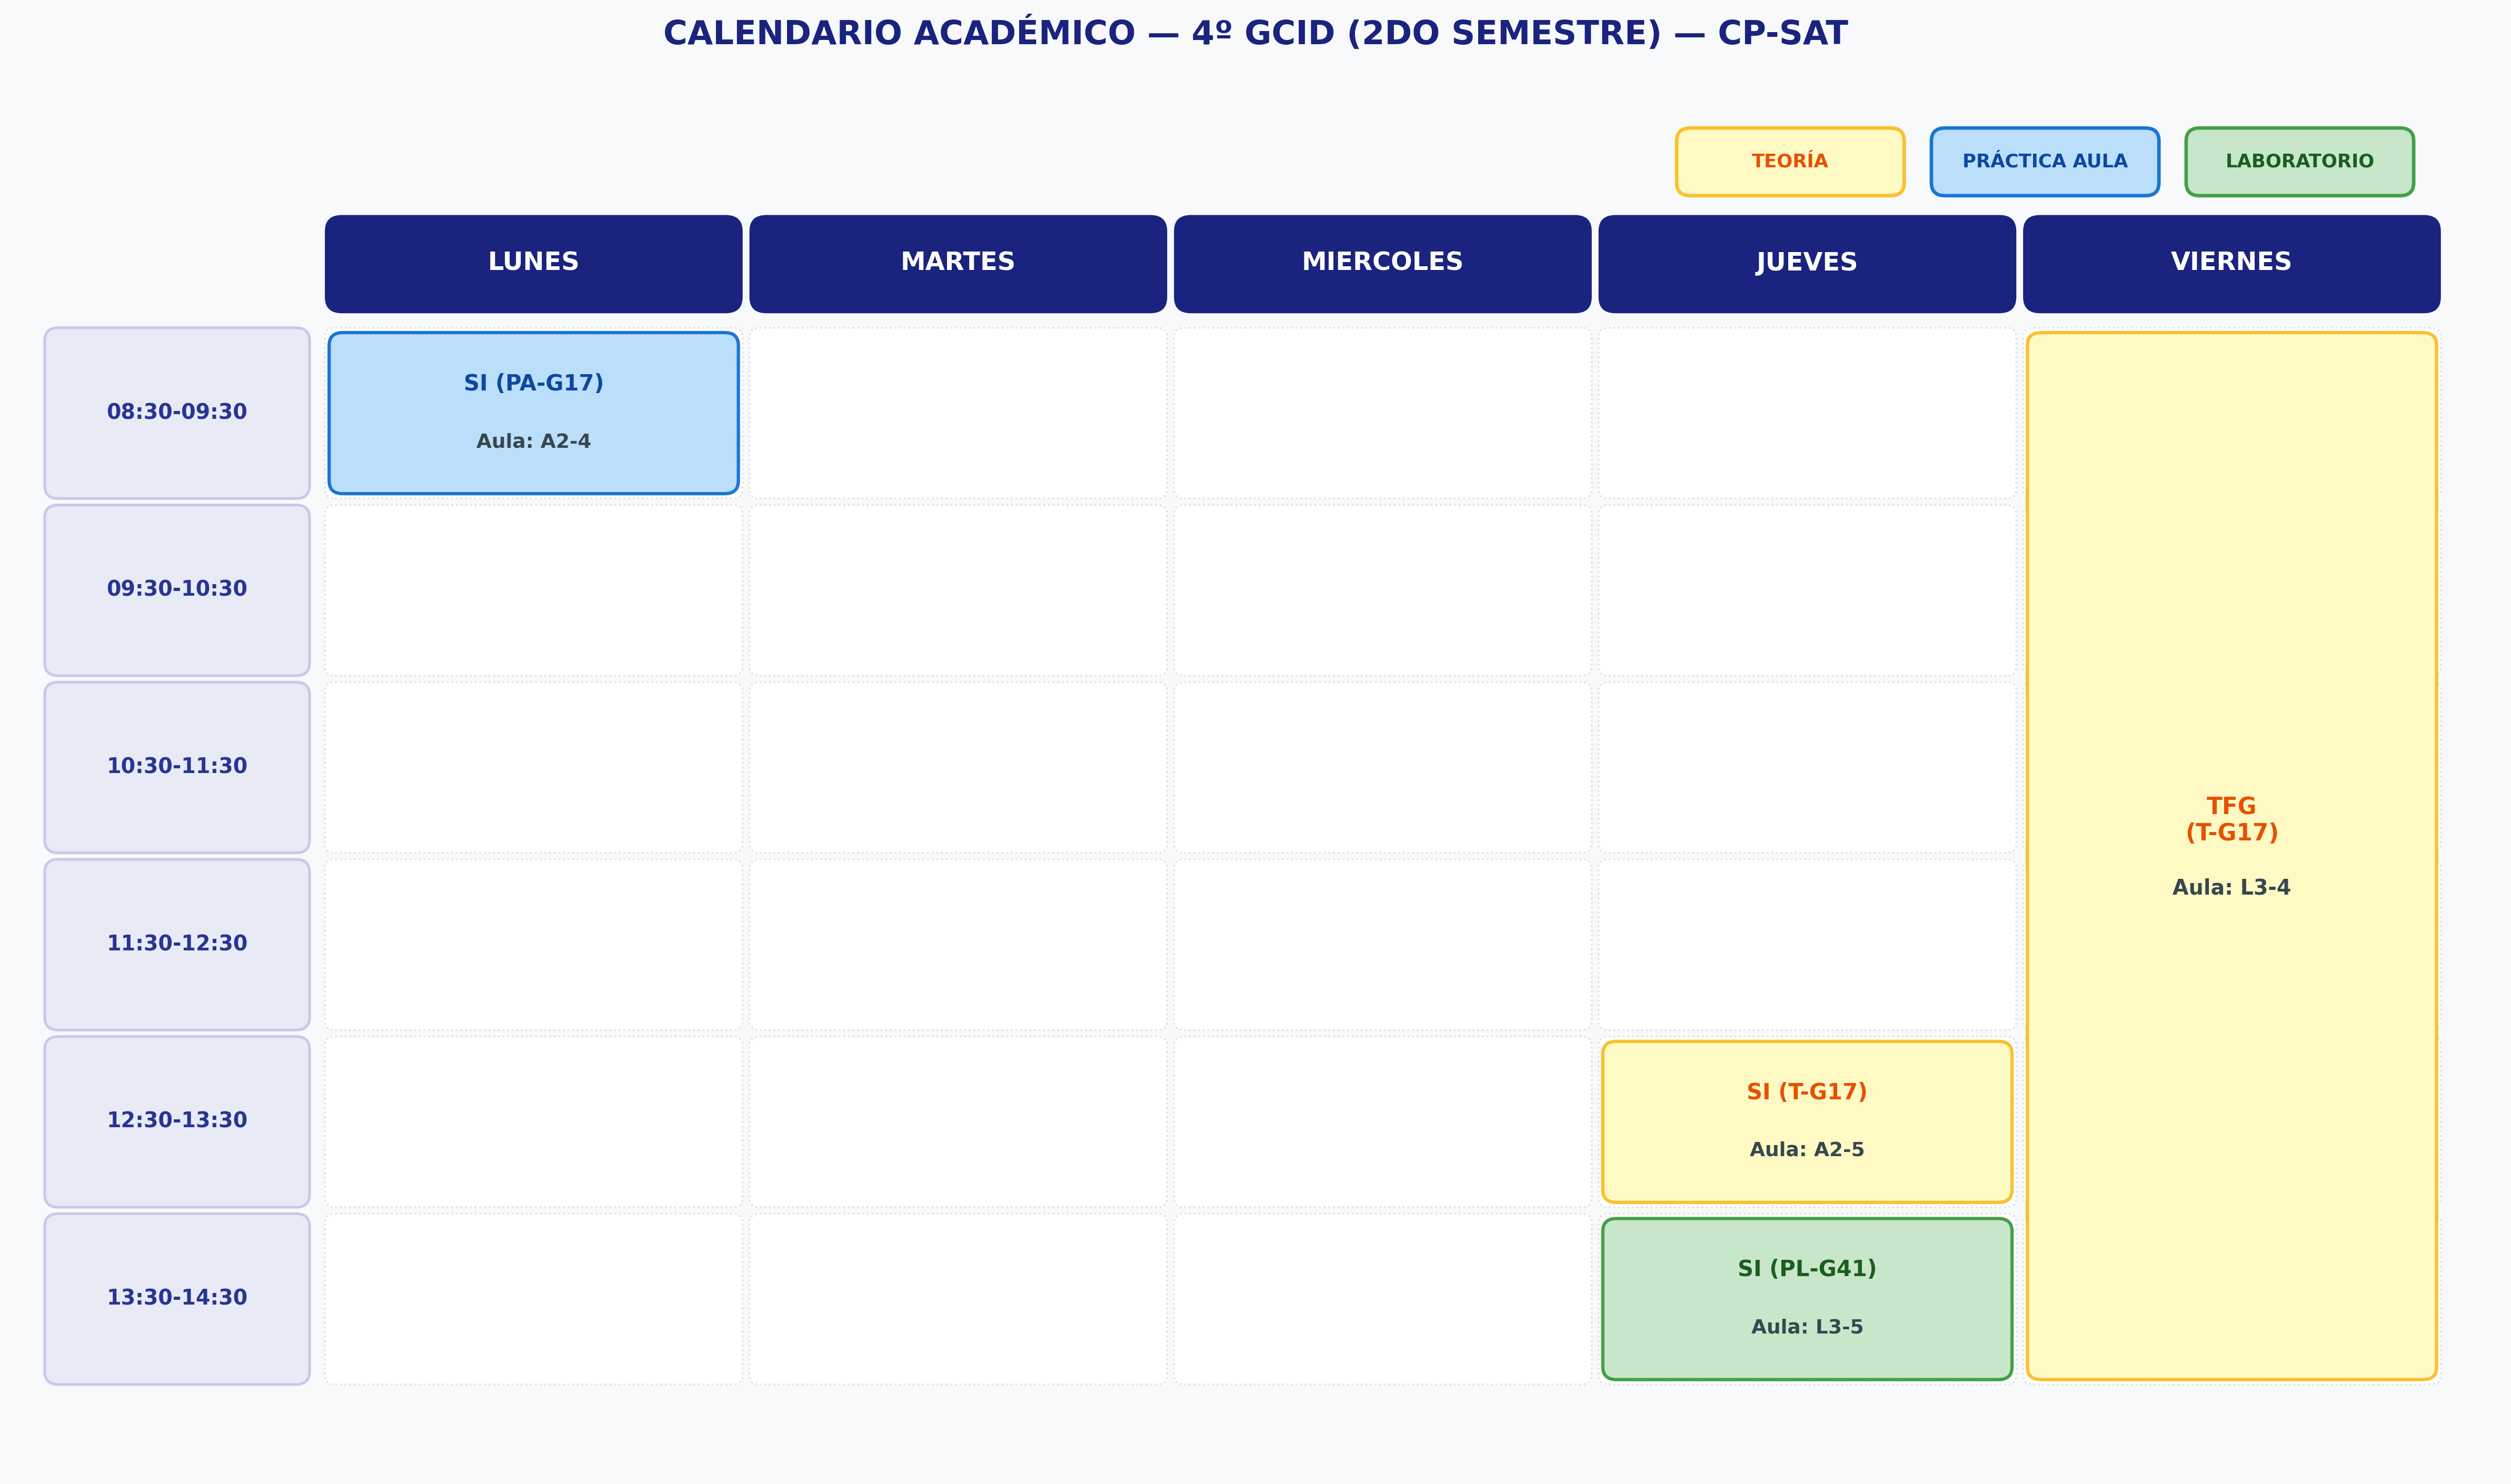 CALENDARIO ACADÉMICO — 4º GCID (2DO SEMESTRE) — CP-SAT
TEORÍA
PRÁCTICA AULA
LABORATORIO
LUNES
MARTES
MIERCOLES
JUEVES
VIERNES
08:30-09:30
SI (PA-G17)
Aula: A2-4
09:30-10:30
10:30-11:30
TFG
(T-G17)
Aula: L3-4
11:30-12:30
12:30-13:30
SI (T-G17)
Aula: A2-5
13:30-14:30
SI (PL-G41)
Aula: L3-5